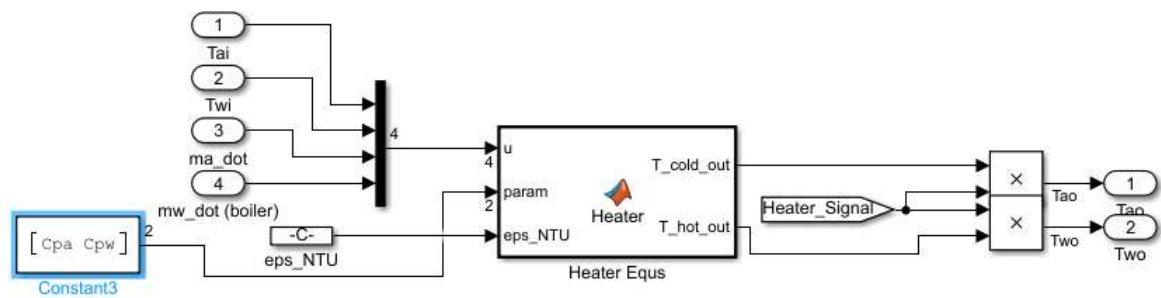 1
Tai
2
Twi
3
ma_dot
4
mw_dot (boiler)
4
[Cpa Cpw]
2
Constant3
-C-
eps_NTU
u
4
param
2
eps_NTU
Heater
T_cold_out
T_hot_out
Heater Equs
Heater_Signal
×
×
Tao
Two
1
Tao
2
Two